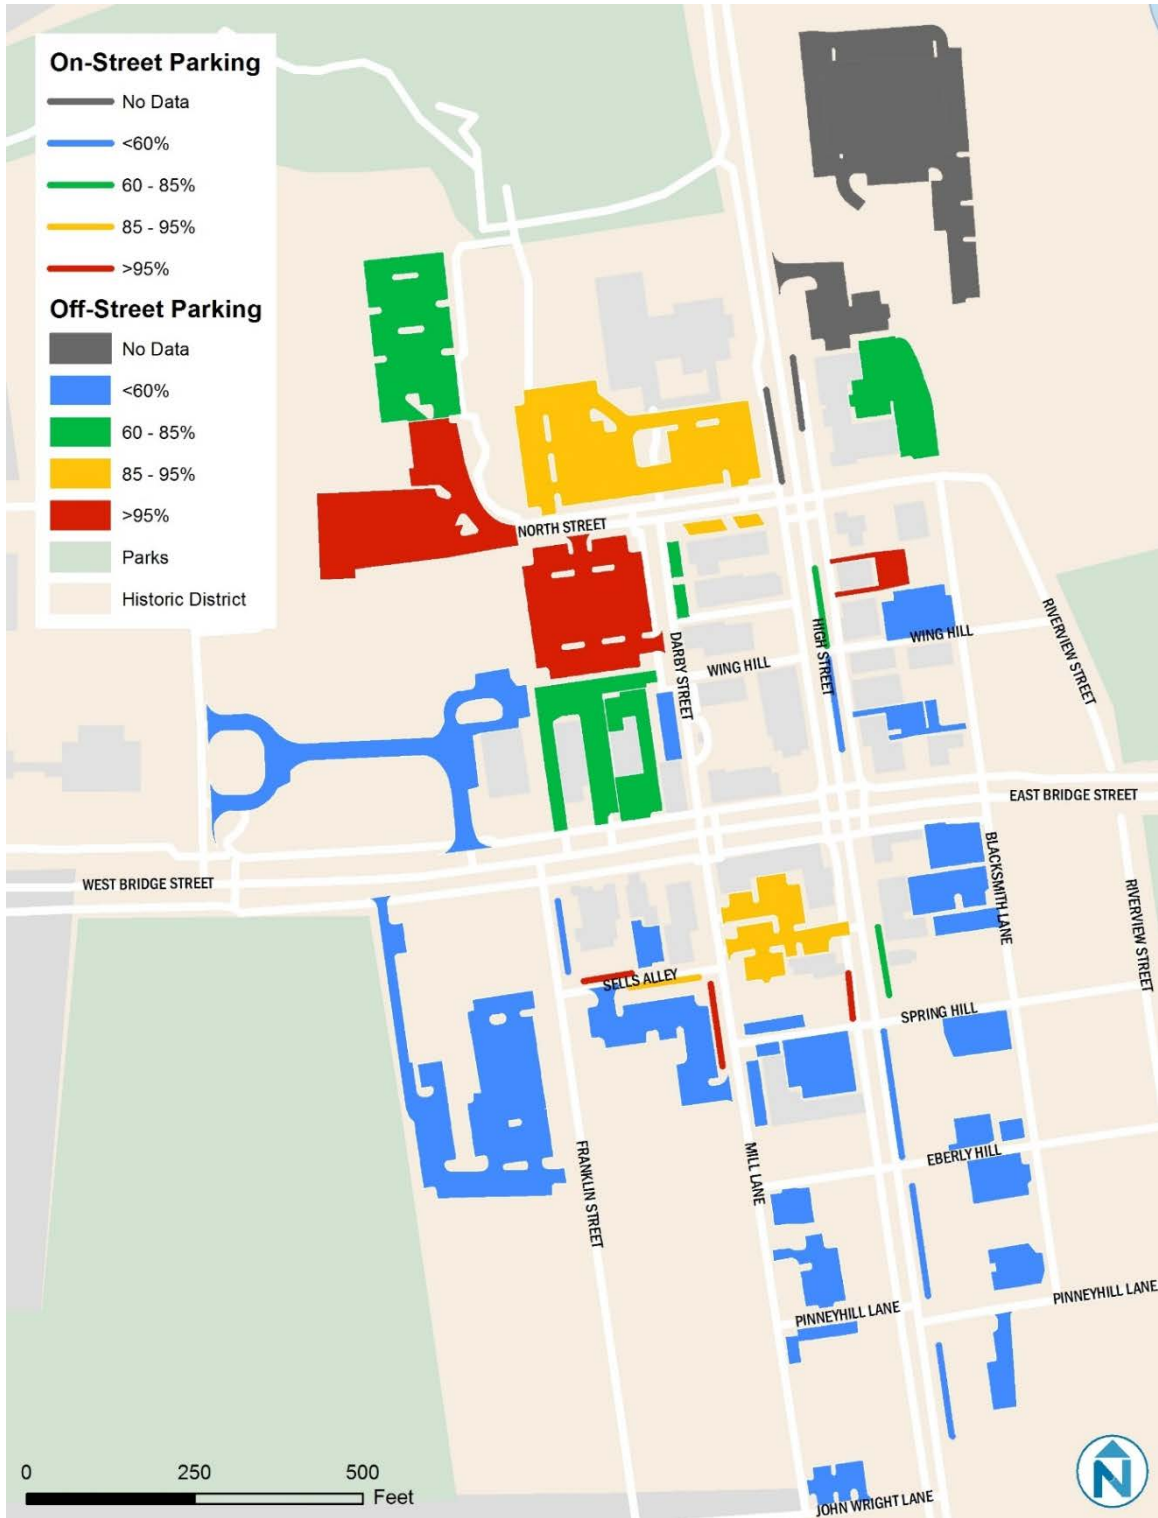 On-Street Parking
No Data
<60%
60 - 85%
85 - 95%
>95%
Off-Street Parking
No Data
<60%
60 - 85%
85 - 95%
>95%
Parks
Historic District
NORTH STREET
DARBY STREET
WING HILL
HIGH STREET
WING HILL
RIVERVIEW STREET
EAST BRIDGE STREET
WEST BRIDGE STREET
BLACKSMITH LANE
RIVERVIEW STREET
SELLS ALLEY
SPRING HILL
FRANKLIN STREET
MILL LANE
EBERLY HILL
PINNEYHILL LANE
PINNEYHILL LANE
JOHN WRIGHT LANE
0 250 500
Feet
N